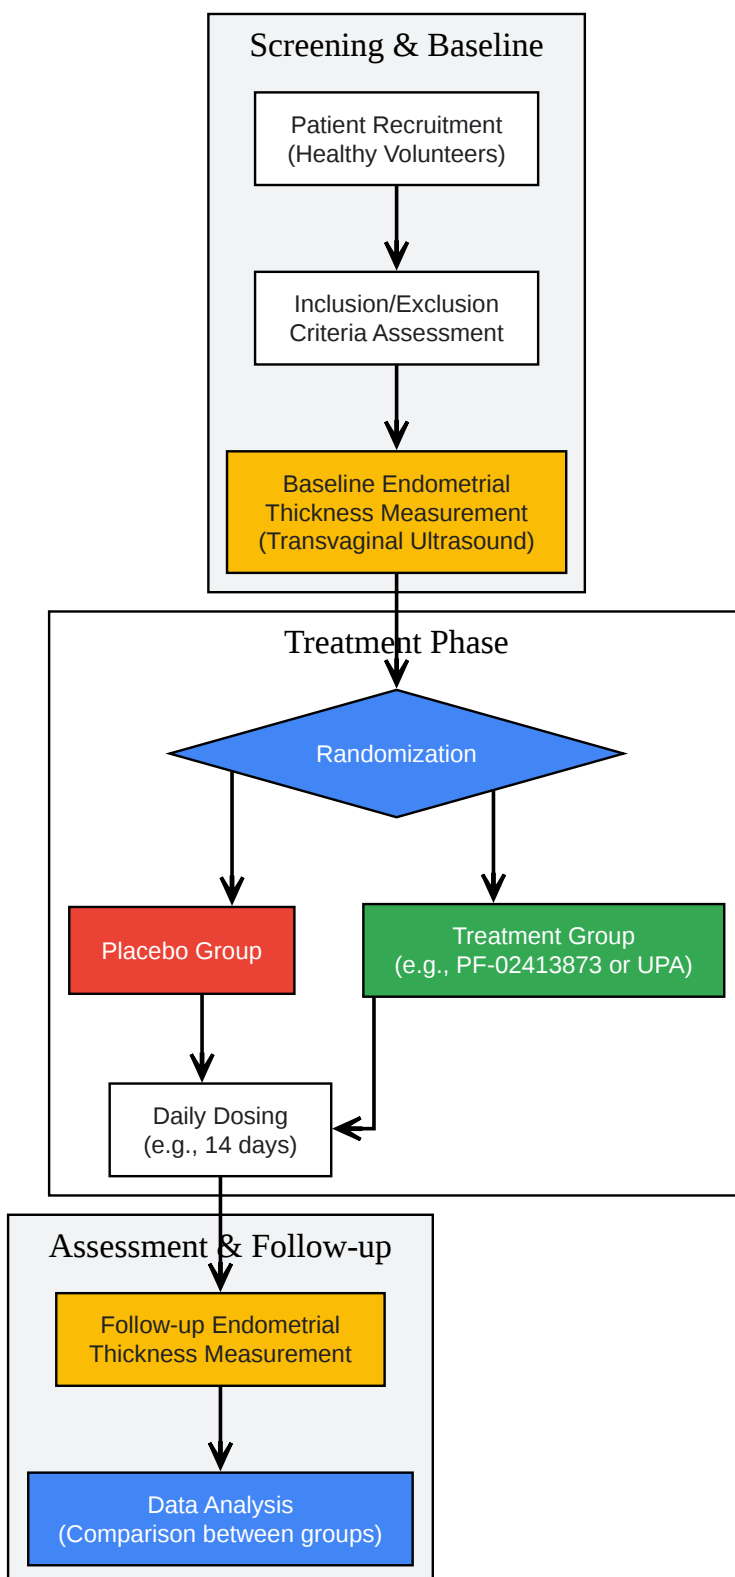 Screening & Baseline
Patient Recruitment
(Healthy Volunteers)
Inclusion/Exclusion
Criteria Assessment
Baseline Endometrial
Thickness Measurement
(Transvaginal Ultrasound)
Treatment Phase
Randomization
Placebo Group
Treatment Group
(e.g., PF-02413873 or UPA)
Daily Dosing
(e.g., 14 days)
Assessment & Follow-up
Follow-up Endometrial
Thickness Measurement
Data Analysis
(Comparison between groups)